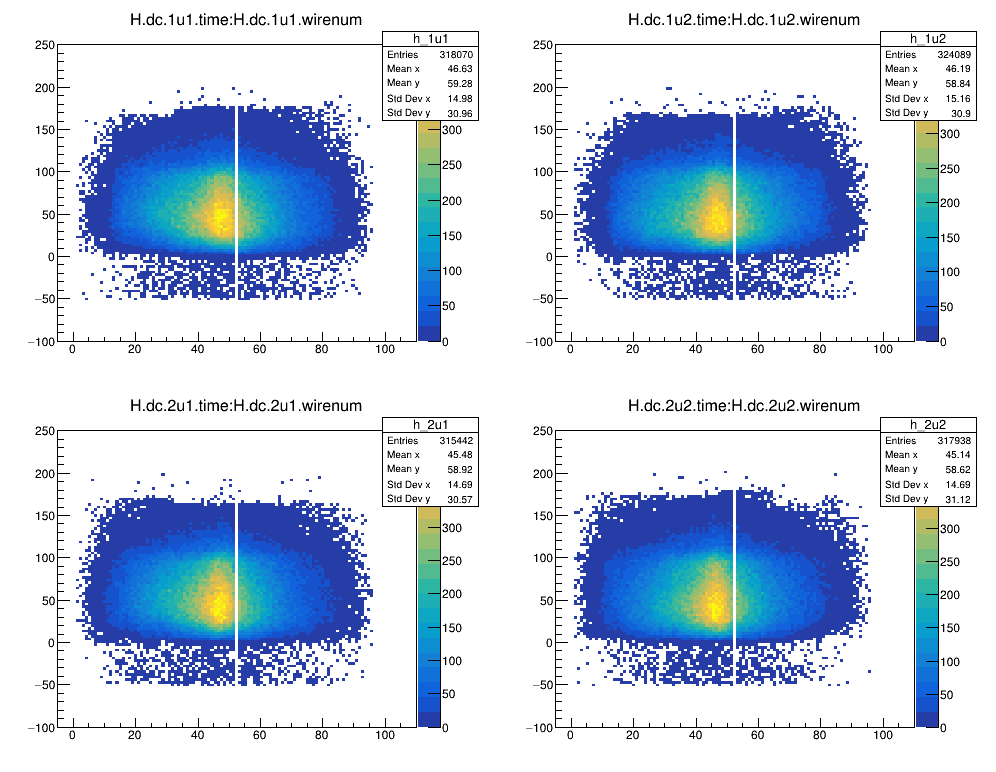 H.dc.1u1.time:H.dc.1u1.wirenum
h_1u1
Entries 318070
Mean x 46.63
Mean y 59.28
Std Dev x 14.98
Std Dev y 30.96
250
200
150
100
50
0
−50
−100
0 20 40 60 80 100
300
250
200
150
100
50
0
H.dc.1u2.time:H.dc.1u2.wirenum
h_1u2
Entries 324089
Mean x 46.19
Mean y 58.84
Std Dev x 15.16
Std Dev y 30.9
250
200
150
100
50
0
−50
−100
0 20 40 60 80 100
300
250
200
150
100
50
0
H.dc.2u1.time:H.dc.2u1.wirenum
h_2u1
Entries 315442
Mean x 45.48
Mean y 58.92
Std Dev x 14.69
Std Dev y 30.57
250
200
150
100
50
0
−50
−100
0 20 40 60 80 100
300
250
200
150
100
50
0
H.dc.2u2.time:H.dc.2u2.wirenum
h_2u2
Entries 317938
Mean x 45.14
Mean y 58.62
Std Dev x 14.69
Std Dev y 31.12
250
200
150
100
50
0
−50
−100
0 20 40 60 80 100
300
250
200
150
100
50
0